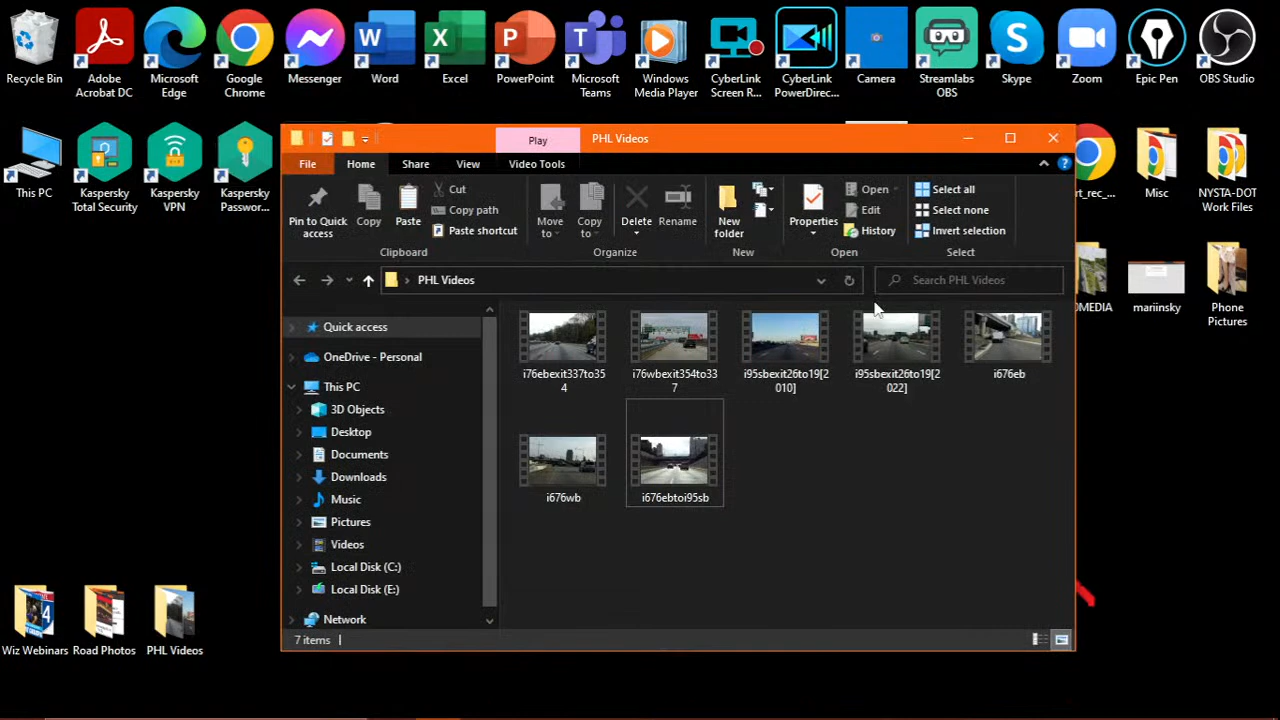 Recycle Bin
Adobe
Acrobat DC
Microsoft
Edge
Google
Chrome
Messenger
Word
Excel
PowerPoint
Microsoft
Teams
Windows
Media Player
CyberLink
Screen R...
CyberLink
PowerDirec...
Camera
Streamlabs
OBS
Skype
Zoom
Epic Pen
OBS Studio
This PC
Kaspersky
Total Security
Kaspersky
VPN
Kaspersky
Passwor...
Play
PHL Videos
File
Home
Share
View
Video Tools
Pin to Quick
access
Copy
Paste
Cut
Copy path
Paste shortcut
Clipboard
Move
to
Copy
to
Delete
Rename
Organize
New
folder
New
Properties
Open
Edit
History
Open
Select all
Select none
Invert selection
Select
PHL Videos
Search PHL Videos
Quick access
OneDrive - Personal
This PC
3D Objects
Desktop
Documents
Downloads
Music
Pictures
Videos
Local Disk (C:)
Local Disk (E:)
Network
i76ebexit337to35
4
i76wbexit354to33
7
i95sbexit26to19[2
010]
i95sbexit26to19[2
022]
i676eb
i676wb
i676ebtoi95sb
7 items
rt_rec_...
Misc
NYSTA-DOT
Work Files
OMEDIA
mariinsky
Phone
Pictures
Wiz Webinars
Road Photos
PHL Videos